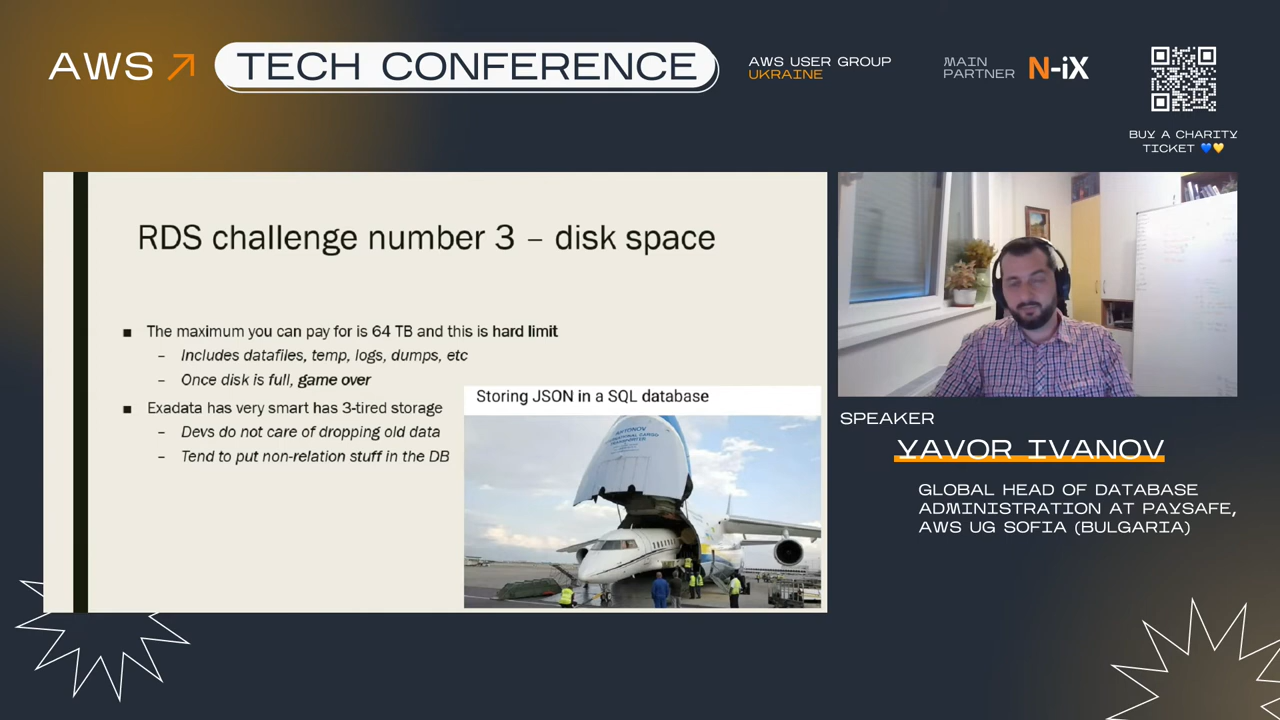 AWS ↗ TECH CONFERENCE
AWS USER GROUP
UKRAINE
MAIN
PARTNER
N-iX
BUY A CHARITY
TICKET 💙💛
RDS challenge number 3 – disk space
■ The maximum you can pay for is 64 TB and this is hard limit
– Includes datafiles, temp, logs, dumps, etc
– Once disk is full, game over
■ Exadata has very smart has 3-tired storage
– Devs do not care of dropping old data
– Tend to put non-relation stuff in the DB
Storing JSON in a SQL database
ANTONOV
SPEAKER
YAVOR IVANOV
GLOBAL HEAD OF DATABASE
ADMINISTRATION AT PAYSAFE,
AWS UG SOFIA (BULGARIA)